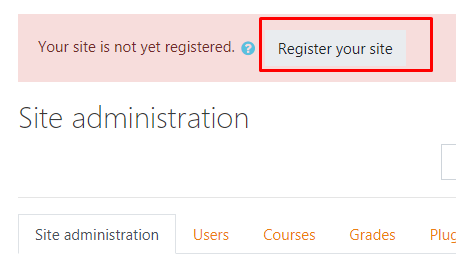 Your site is not yet registered. ? Register your site
Site administration
Site administration Users Courses Grades